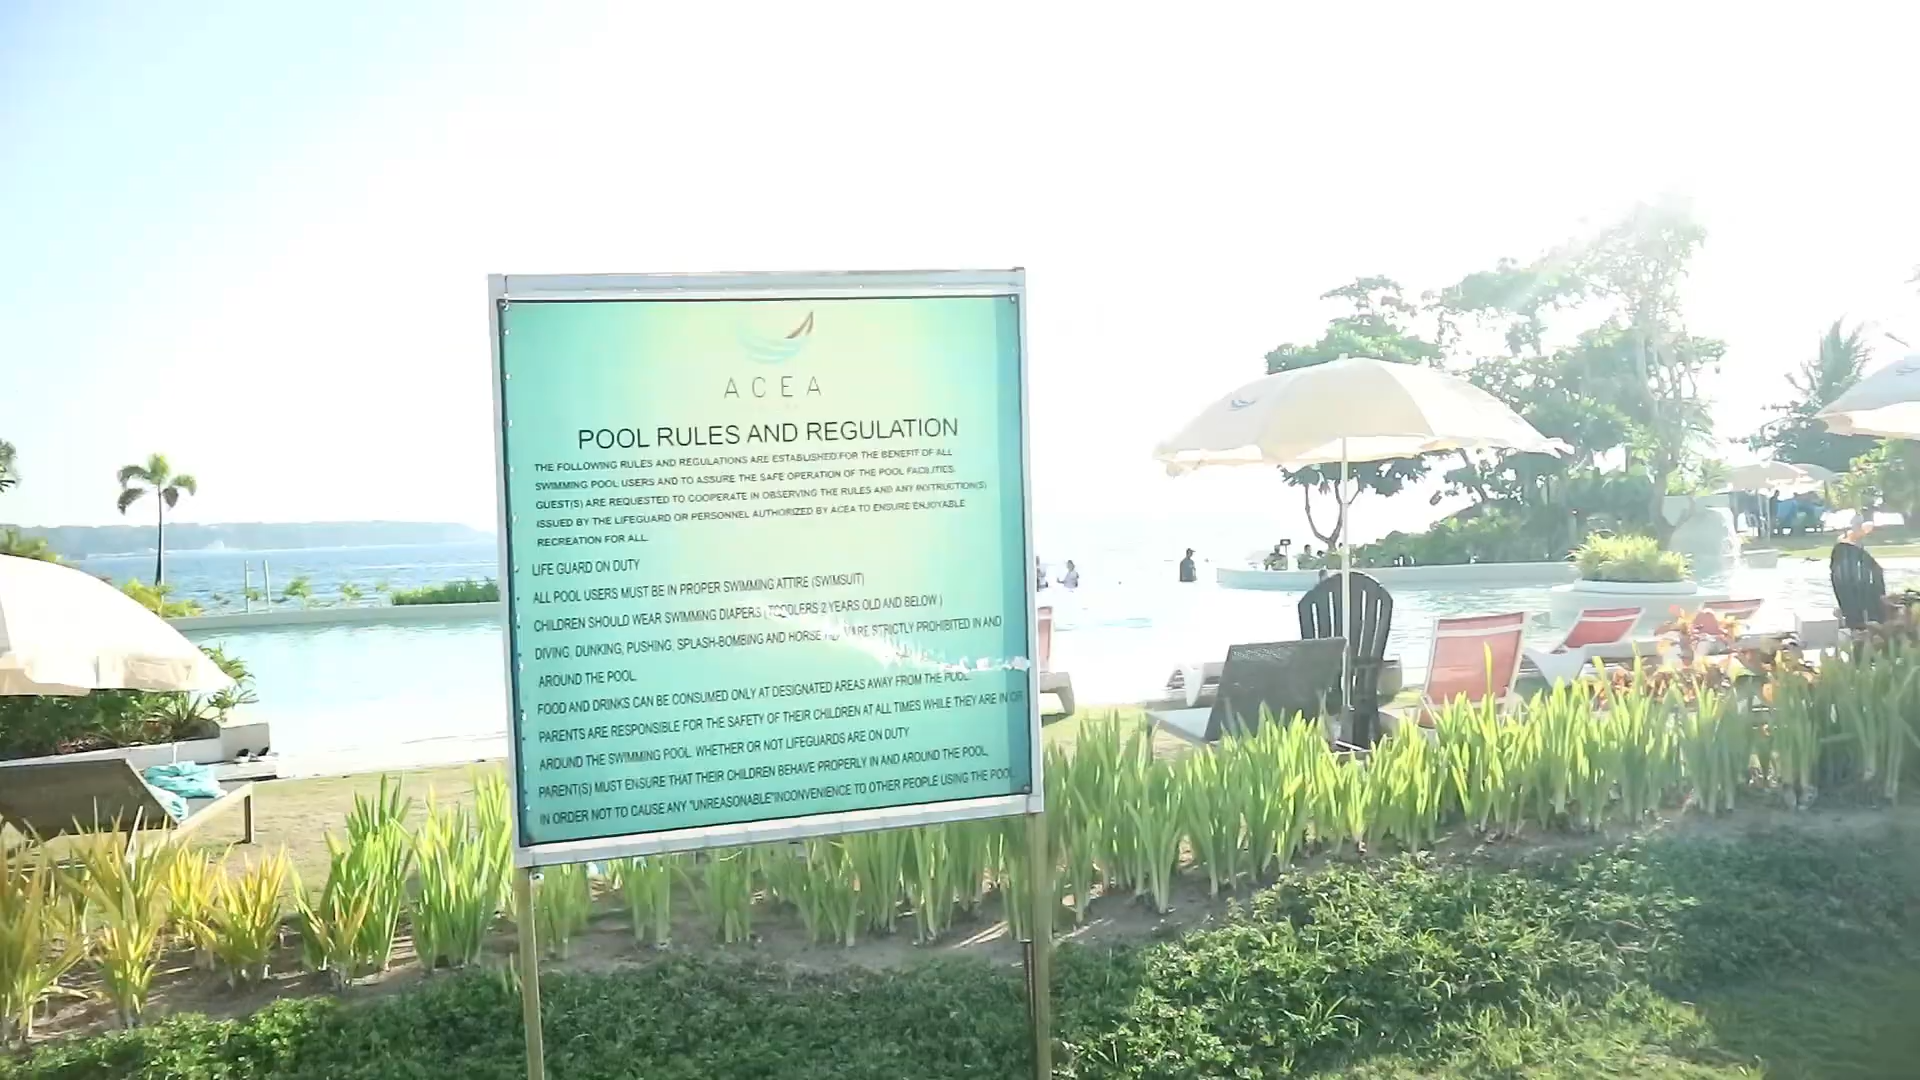 ACEA
POOL RULES AND REGULATION
THE FOLLOWING RULES AND REGULATIONS ARE ESTABLISHED FOR THE BENEFIT OF ALL
SWIMMING POOL USERS AND TO ASSURE THE SAFE OPERATION OF THE POOL FACILITIES.
GUEST(S) ARE REQUESTED TO COOPERATE IN OBSERVING THE RULES AND ANY INSTRUCTION(S)
ISSUED BY THE LIFEGUARD OR PERSONNEL AUTHORIZED BY ACEA TO ENSURE ENJOYABLE
RECREATION FOR ALL.
LIFE GUARD ON DUTY
ALL POOL USERS MUST BE IN PROPER SWIMMING ATTIRE (SWIMSUIT)
CHILDREN SHOULD WEAR SWIMMING DIAPERS (TODDLERS 2 YEARS OLD AND BELOW )
DIVING, DUNKING, PUSHING, SPLASH-BOMBING AND HORSE ARE STRICTLY PROHIBITED IN AND
AROUND THE POOL.
FOOD AND DRINKS CAN BE CONSUMED ONLY AT DESIGNATED AREAS AWAY FROM THE POOL.
PARENTS ARE RESPONSIBLE FOR THE SAFETY OF THEIR CHILDREN AT ALL TIMES WHILE THEY ARE IN OR
AROUND THE SWIMMING POOL. WHETHER OR NOT LIFEGUARDS ARE ON DUTY
PARENT(S) MUST ENSURE THAT THEIR CHILDREN BEHAVE PROPERLY IN AND AROUND THE POOL,
IN ORDER NOT TO CAUSE ANY "UNREASONABLE"INCONVENIENCE TO OTHER PEOPLE USING THE POOL